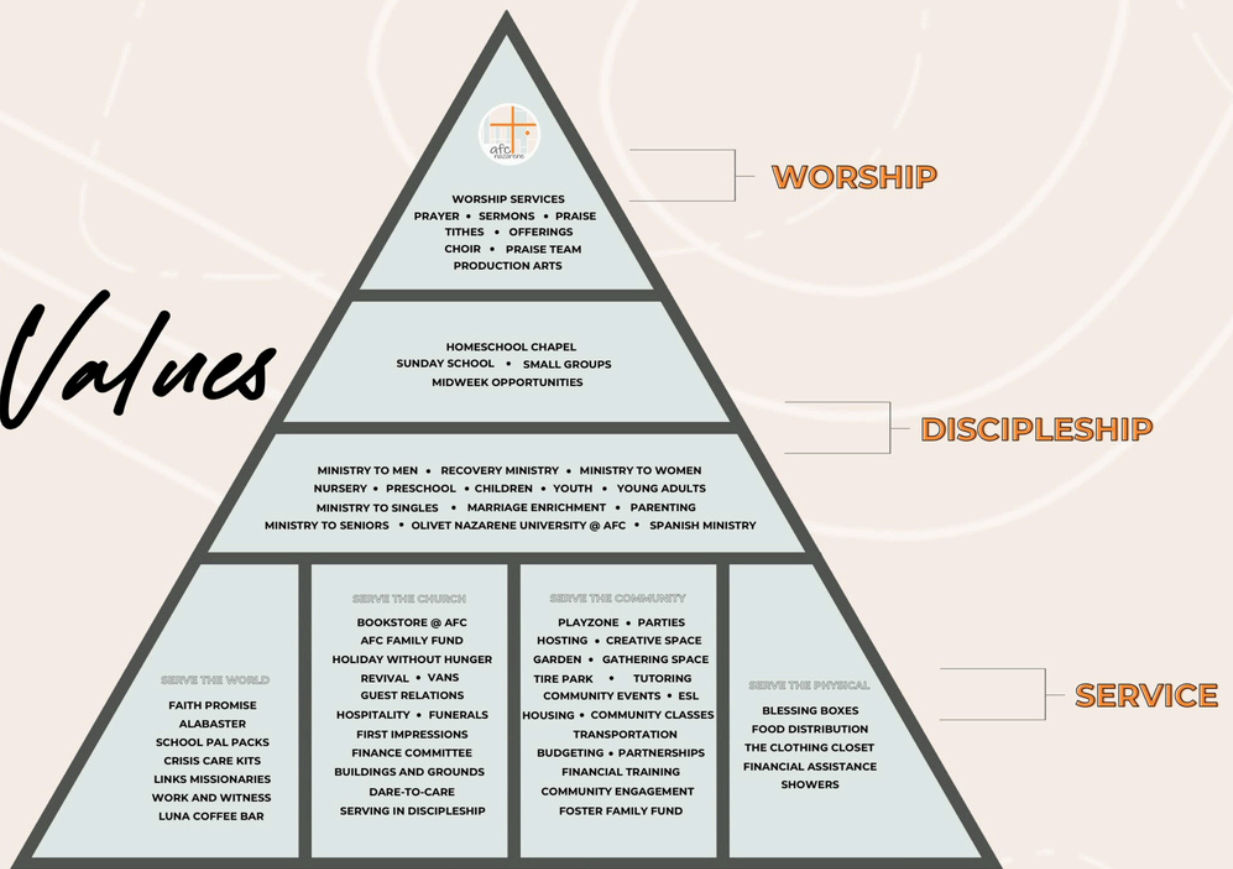 afc
nazarene
WORSHIP SERVICES
PRAYER • SERMONS • PRAISE
TITHES • OFFERINGS
CHOIR • PRAISE TEAM
PRODUCTION ARTS
WORSHIP
Values
HOMESCHOOL CHAPEL
SUNDAY SCHOOL • SMALL GROUPS
MIDWEEK OPPORTUNITIES
DISCIPLESHIP
MINISTRY TO MEN • RECOVERY MINISTRY • MINISTRY TO WOMEN
NURSERY • PRESCHOOL • CHILDREN • YOUTH • YOUNG ADULTS
MINISTRY TO SINGLES • MARRIAGE ENRICHMENT • PARENTING
MINISTRY TO SENIORS • OLIVET NAZARENE UNIVERSITY @ AFC • SPANISH MINISTRY
SERVE THE WORLD
FAITH PROMISE
ALABASTER
SCHOOL PAL PACKS
CRISIS CARE KITS
LINKS MISSIONARIES
WORK AND WITNESS
LUNA COFFEE BAR
SERVE THE CHURCH
BOOKSTORE @ AFC
AFC FAMILY FUND
HOLIDAY WITHOUT HUNGER
REVIVAL • VANS
GUEST RELATIONS
HOSPITALITY • FUNERALS
FIRST IMPRESSIONS
FINANCE COMMITTEE
BUILDINGS AND GROUNDS
DARE-TO-CARE
SERVING IN DISCIPLESHIP
SERVE THE COMMUNITY
PLAYZONE • PARTIES
HOSTING • CREATIVE SPACE
GARDEN • GATHERING SPACE
TIRE PARK • TUTORING
COMMUNITY EVENTS • ESL
HOUSING • COMMUNITY CLASSES
TRANSPORTATION
BUDGETING • PARTNERSHIPS
FINANCIAL TRAINING
COMMUNITY ENGAGEMENT
FOSTER FAMILY FUND
SERVE THE PHYSICAL
BLESSING BOXES
FOOD DISTRIBUTION
THE CLOTHING CLOSET
FINANCIAL ASSISTANCE
SHOWERS
SERVICE